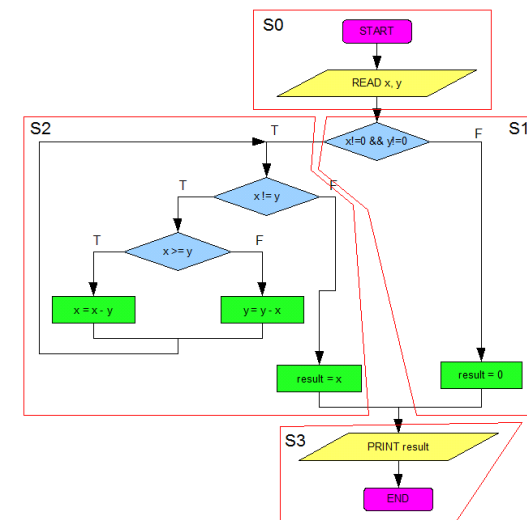 S0
START
READ x, y
S2
S1
T
x!=0 && y!=0
F
T
x != y
F
T
x >= y
F
x = x - y
y = y - x
result = x
result = 0
S3
PRINT result
END